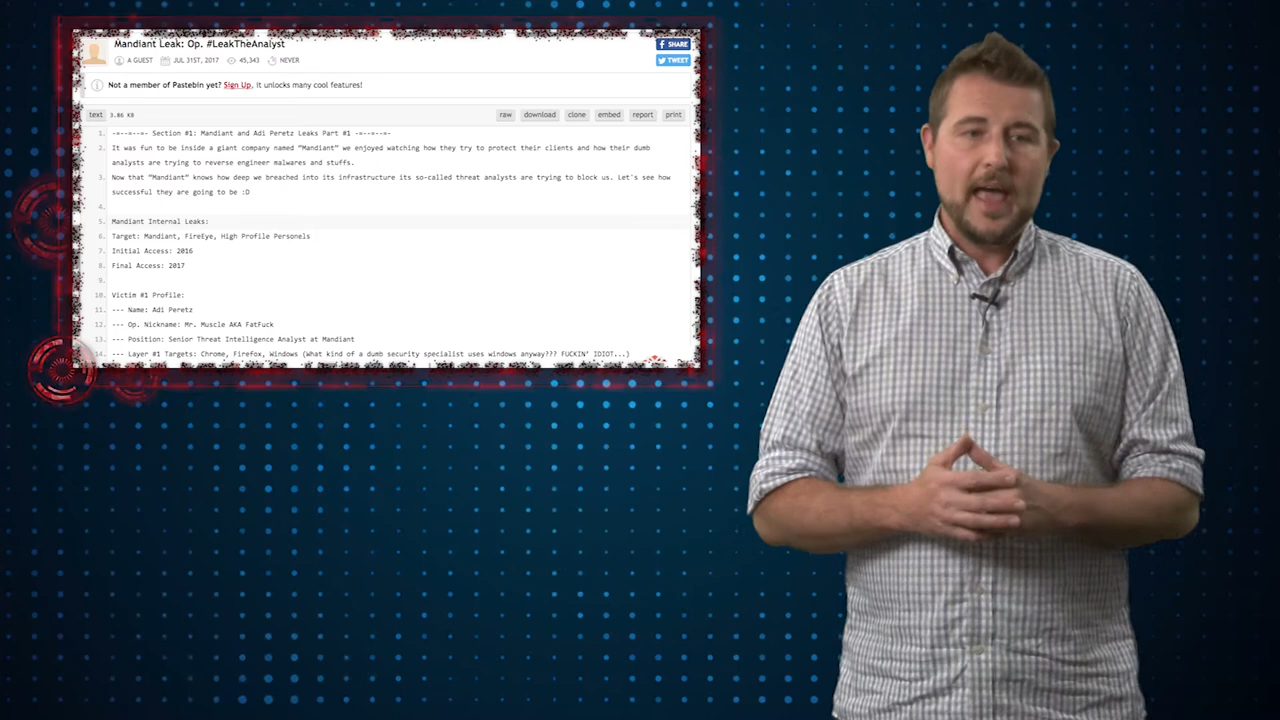 Mandiant Leak: Op. #LeakTheAnalyst
A GUEST JUL 31ST, 2017 45,343 NEVER
SHARE
TWEET
Not a member of Pastebin yet? Sign Up, it unlocks many cool features!
text 3.86 KB raw download clone embed report print
1. -=--=--=- Section #1: Mandiant and Adi Peretz Leaks Part #1 -=--=--=-
2. It was fun to be inside a giant company named "Mandiant" we enjoyed watching how they try to protect their clients and how their dumb
analysts are trying to reverse engineer malwares and stuffs.
3. Now that "Mandiant" knows how deep we breached into its infrastructure its so-called threat analysts are trying to block us. Let's see how
successful they are going to be :D
4.
5. Mandiant Internal Leaks:
6. Target: Mandiant, FireEye, High Profile Personels
7. Initial Access: 2016
8. Final Access: 2017
9.
10. Victim #1 Profile:
11. --- Name: Adi Peretz
12. --- Op. Nickname: Mr. Muscle AKA FatFuck
13. --- Position: Senior Threat Intelligence Analyst at Mandiant
14. --- Layer #1 Targets: Chrome, Firefox, Windows (What kind of a dumb security specialist uses windows anyway??? FUCKIN' IDIOT...)